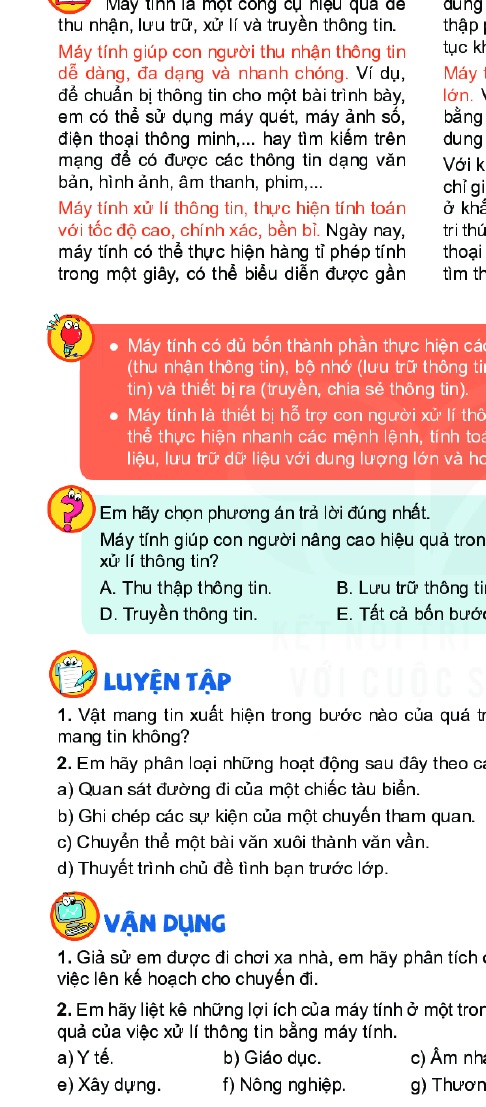 Máy tính là một công cụ hiệu quả để
thu nhận, lưu trữ, xử lí và truyền thông tin.
Máy tính giúp con người thu nhận thông tin
dễ dàng, đa dạng và nhanh chóng. Ví dụ,
để chuẩn bị thông tin cho một bài trình bày,
em có thể sử dụng máy quét, máy ảnh số,
điện thoại thông minh,... hay tìm kiếm trên
mạng để có được các thông tin dạng văn
bản, hình ảnh, âm thanh, phim,...
Máy tính xử lí thông tin, thực hiện tính toán
với tốc độ cao, chính xác, bền bỉ. Ngày nay,
máy tính có thể thực hiện hàng tỉ phép tính
trong một giây, có thể biểu diễn được gần
dung
thập
tục
Máy
lớn.
bằng
dung
Với
chỉ
ở
tri
thoại
tìm
• Máy tính có đủ bốn thành phần thực hiện
(thu nhận thông tin), bộ nhớ (lưu trữ thông
tin) và thiết bị ra (truyền, chia sẻ thông tin).
• Máy tính là thiết bị hỗ trợ con người xử lí
thể thực hiện nhanh các mệnh lệnh, tính
liệu, lưu trữ dữ liệu với dung lượng lớn và
Em hãy chọn phương án trả lời đúng nhất.
Máy tính giúp con người nâng cao hiệu quả
xử lí thông tin?
A. Thu thập thông tin. B. Lưu trữ thông
D. Truyền thông tin. E. Tất cả bốn
KẾT NỐI TRI
VỚI CUỘC S
LUYỆN TẬP
1. Vật mang tin xuất hiện trong bước nào của quá
mang tin không?
2. Em hãy phân loại những hoạt động sau đây theo
a) Quan sát đường đi của một chiếc tàu biển.
b) Ghi chép các sự kiện của một chuyến tham quan.
c) Chuyển thể một bài văn xuôi thành văn vần.
d) Thuyết trình chủ đề tình bạn trước lớp.
VẬN DỤNG
1. Giả sử em được đi chơi xa nhà, em hãy phân tích
việc lên kế hoạch cho chuyến đi.
2. Em hãy liệt kê những lợi ích của máy tính ở một
quả của việc xử lí thông tin bằng máy tính.
a) Y tế. b) Giáo dục. c) Âm
e) Xây dựng. f) Nông nghiệp. g)